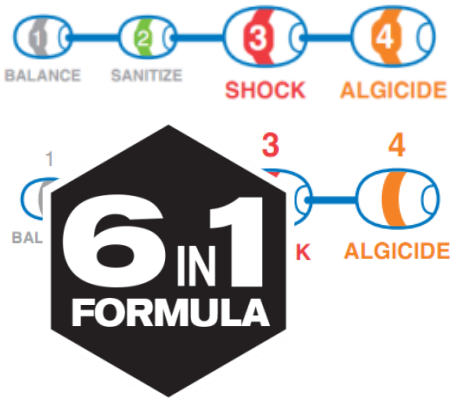 1 2 3 4
BALANCE SANITIZE SHOCK ALGICIDE
1 3 4
BAL K ALGICIDE
6 IN 1
FORMULA